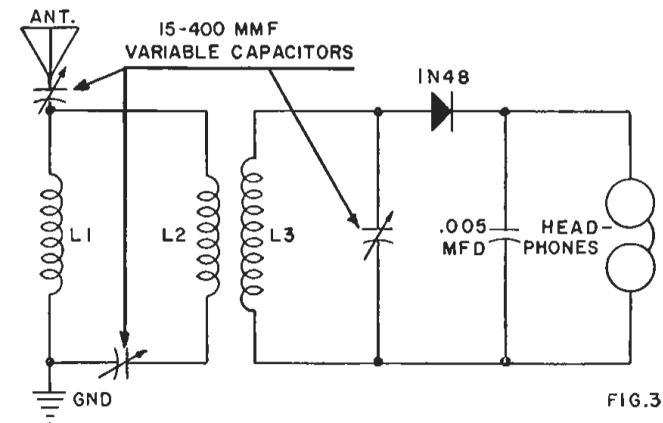 ANT.
15-400 MMF
VARIABLE CAPACITORS
1N48
L1
L2
L3
.005
MFD
HEAD-
PHONES
GND
FIG.3